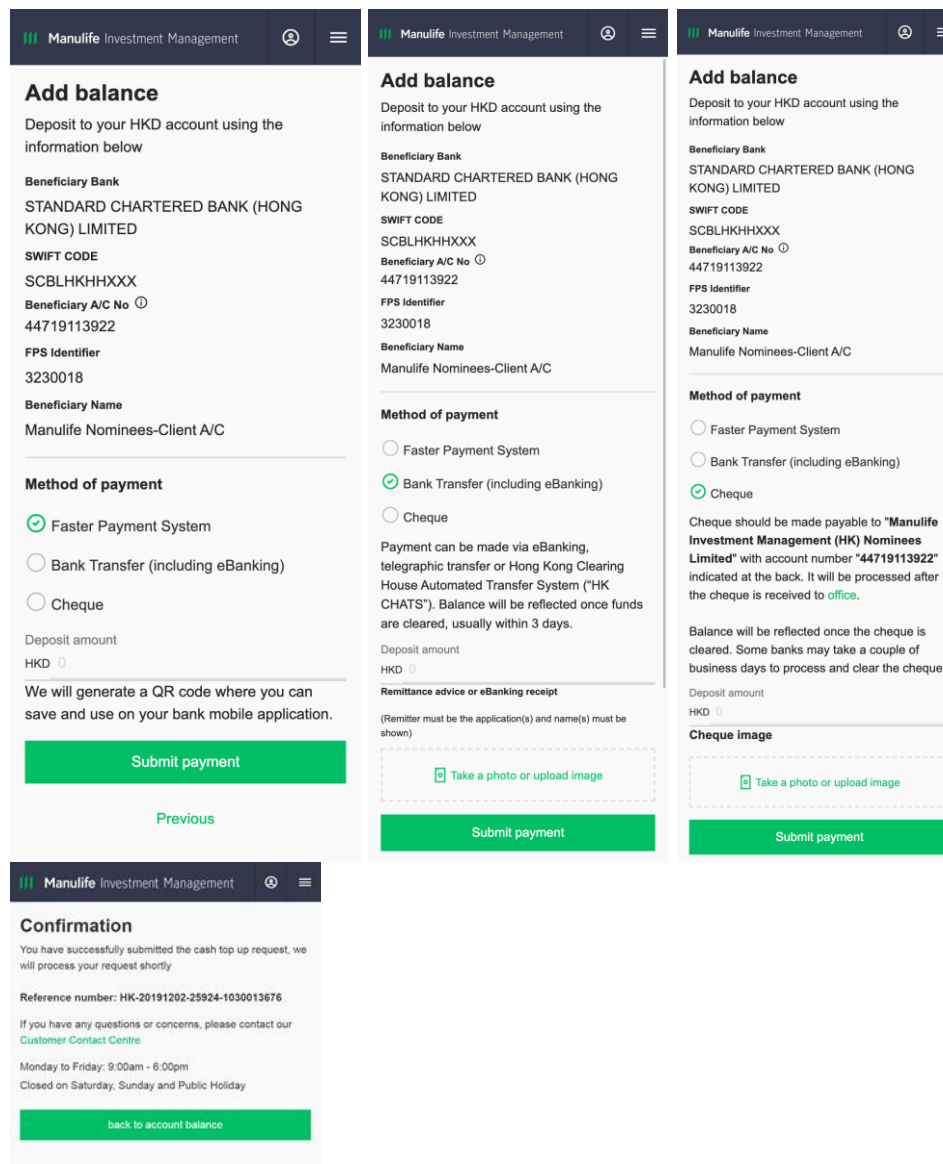 Manulife Investment Management
Add balance
Deposit to your HKD account using the
information below
Beneficiary Bank
STANDARD CHARTERED BANK (HONG
KONG) LIMITED
SWIFT CODE
SCBLHKHHXXX
Beneficiary A/C No
44719113922
FPS Identifier
3230018
Beneficiary Name
Manulife Nominees-Client A/C
Method of payment
Faster Payment System
Bank Transfer (including eBanking)
Cheque
Deposit amount
HKD 0
We will generate a QR code where you can
save and use on your bank mobile application.
Submit payment
Previous
Manulife Investment Management
Add balance
Deposit to your HKD account using the
information below
Beneficiary Bank
STANDARD CHARTERED BANK (HONG
KONG) LIMITED
SWIFT CODE
SCBLHKHHXXX
Beneficiary A/C No
44719113922
FPS Identifier
3230018
Beneficiary Name
Manulife Nominees-Client A/C
Method of payment
Faster Payment System
Bank Transfer (including eBanking)
Cheque
Payment can be made via eBanking,
telegraphic transfer or Hong Kong Clearing
House Automated Transfer System (“HK
CHATS”). Balance will be reflected once funds
are cleared, usually within 3 days.
Deposit amount
HKD 0
Remittance advice or eBanking receipt
(Remitter must be the application(s) and name(s) must be
shown)
Take a photo or upload image
Submit payment
Manulife Investment Management
Add balance
Deposit to your HKD account using the
information below
Beneficiary Bank
STANDARD CHARTERED BANK (HONG
KONG) LIMITED
SWIFT CODE
SCBLHKHHXXX
Beneficiary A/C No
44719113922
FPS Identifier
3230018
Beneficiary Name
Manulife Nominees-Client A/C
Method of payment
Faster Payment System
Bank Transfer (including eBanking)
Cheque
Cheque should be made payable to "Manulife
Investment Management (HK) Nominees
Limited" with account number "44719113922"
indicated at the back. It will be processed after
the cheque is received to office.
Balance will be reflected once the cheque is
cleared. Some banks may take a couple of
business days to process and clear the cheque
Deposit amount
HKD 0
Cheque image
Take a photo or upload image
Submit payment
Manulife Investment Management
Confirmation
You have successfully submitted the cash top up request, we
will process your request shortly
Reference number: HK-20191202-25924-1030013676
If you have any questions or concerns, please contact our
Customer Contact Centre
Monday to Friday: 9:00am - 6:00pm
Closed on Saturday, Sunday and Public Holiday
back to account balance